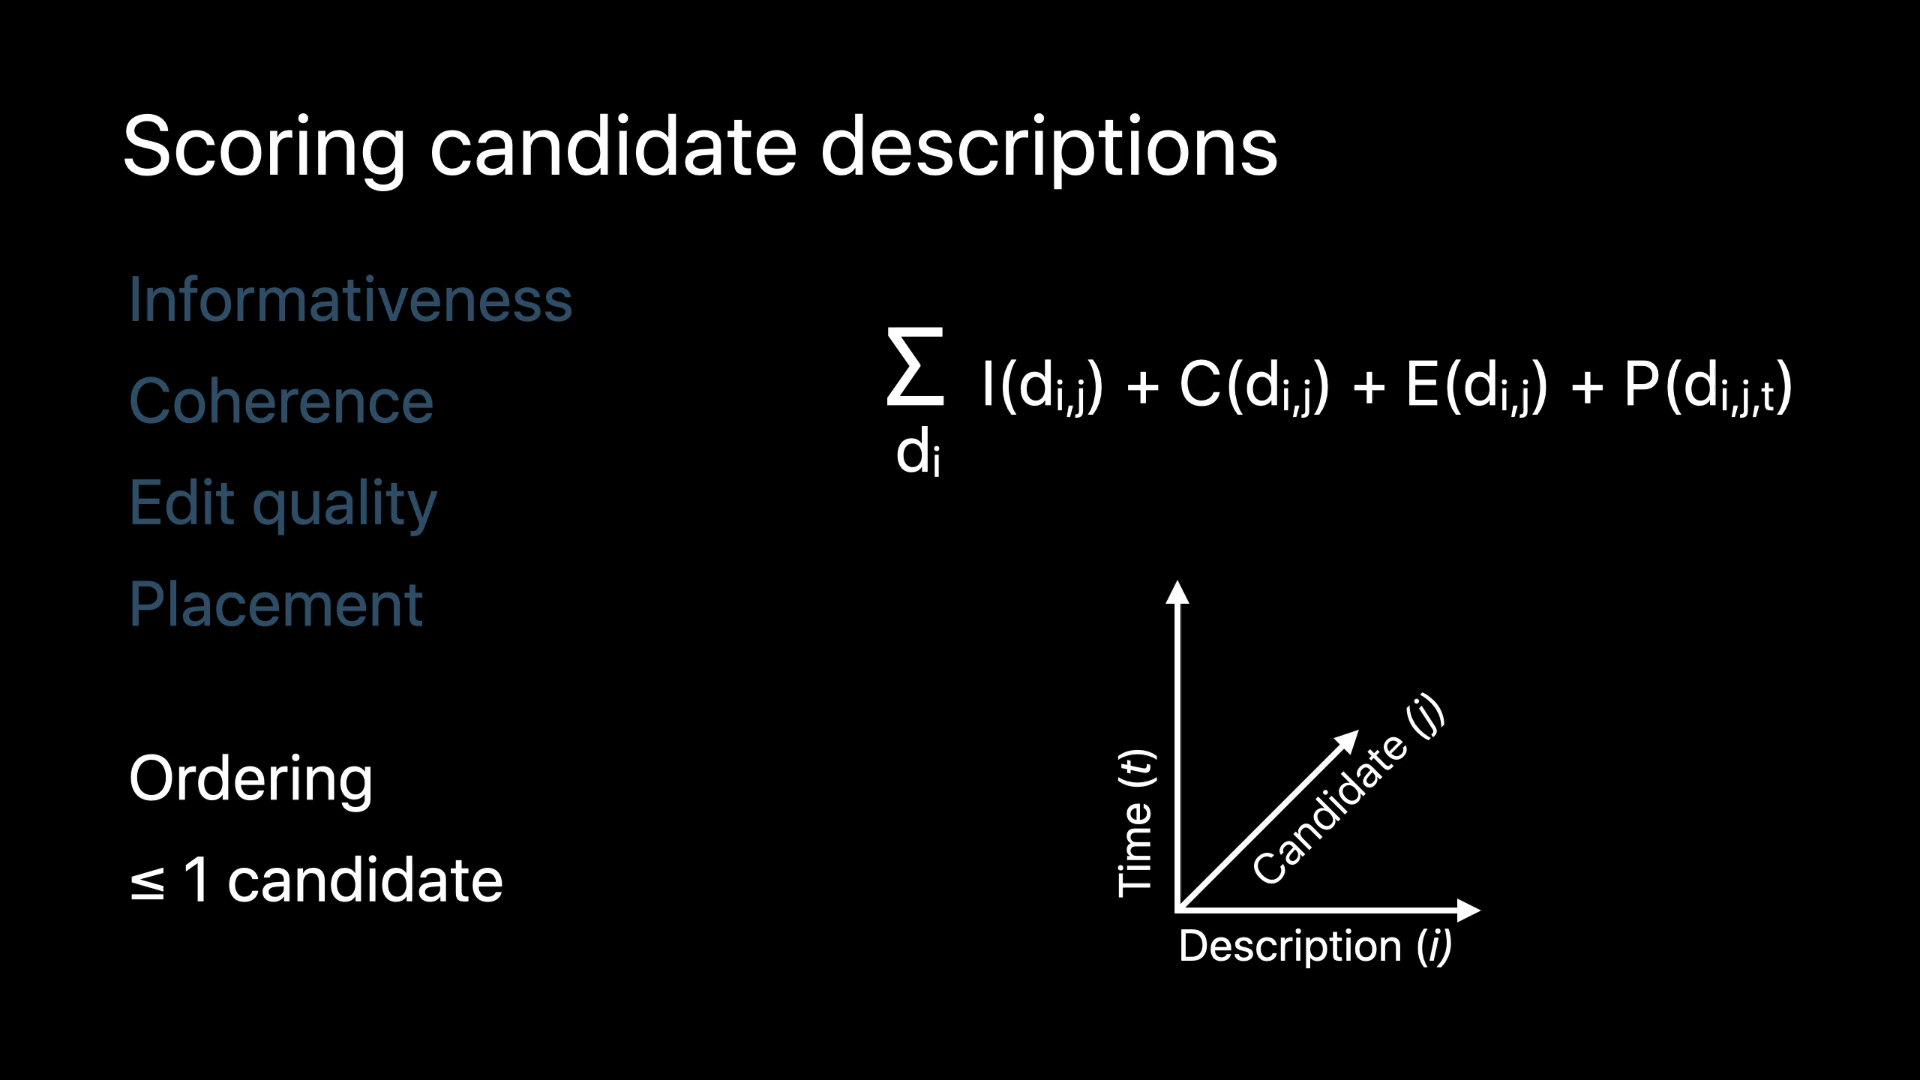 Scoring candidate descriptions
Informativeness
Coherence
Edit quality
Placement
Ordering
≤ 1 candidate
Σ I(di,j) + C(di,j) + E(di,j) + P(di,j,t)
di
Time (t)
Candidate (j)
Description (i)